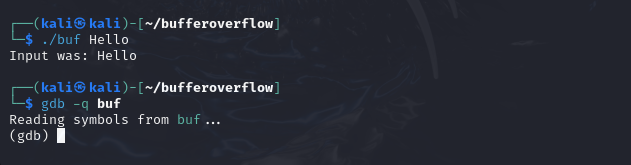 ┌──(kali㉿kali)-[~/bufferoverflow]
└─$ ./buf Hello
Input was: Hello
┌──(kali㉿kali)-[~/bufferoverflow]
└─$ gdb -q buf
Reading symbols from buf...
(gdb)